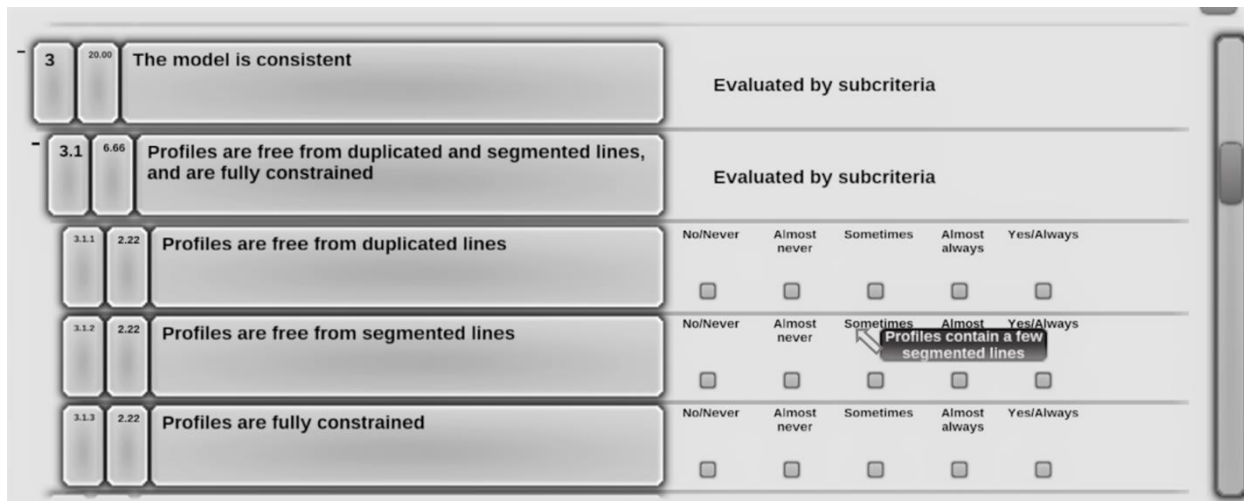 3 20.00 The model is consistent
Evaluated by subcriteria
3.1 6.66 Profiles are free from duplicated and segmented lines,
and are fully constrained
Evaluated by subcriteria
3.1.1 2.22 Profiles are free from duplicated lines
No/Never Almost never Sometimes Almost always Yes/Always
3.1.2 2.22 Profiles are free from segmented lines
No/Never Almost never Sometimes Almost Yes/Always
Profiles contain a few
segmented lines
3.1.3 2.22 Profiles are fully constrained
No/Never Almost never Sometimes Almost always Yes/Always